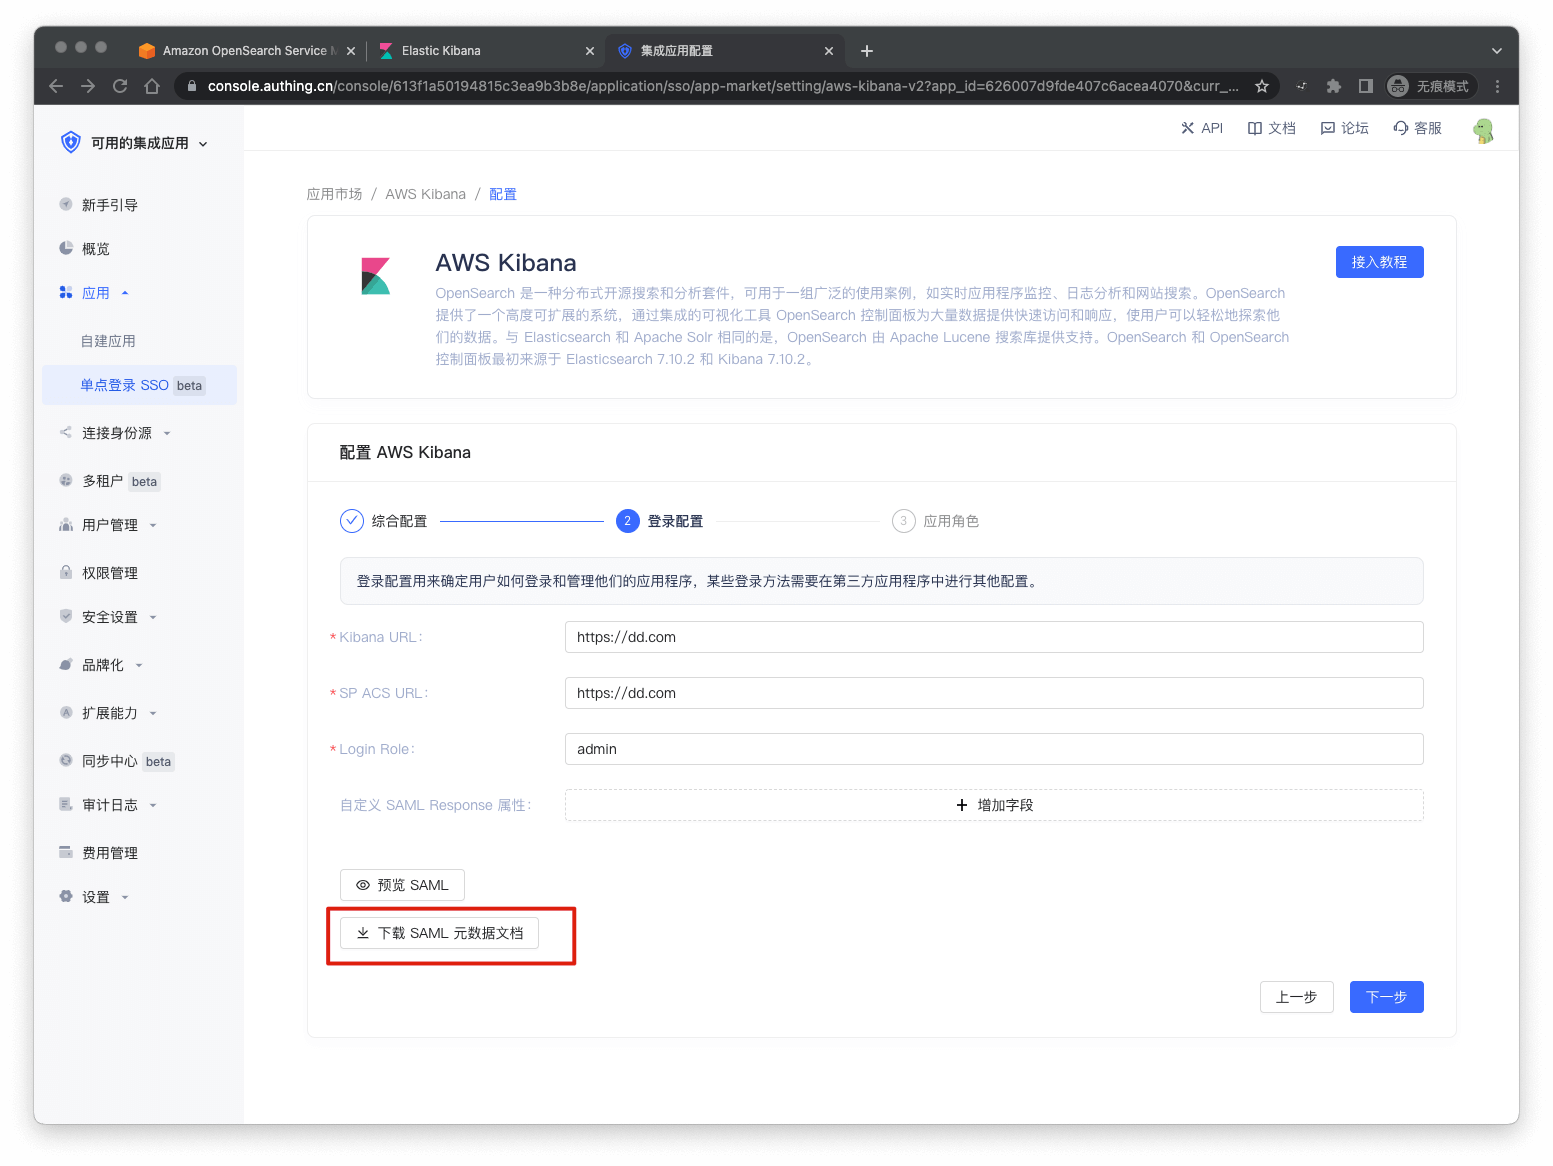 Amazon OpenSearch Service M
Elastic Kibana
集成应用配置
console.authing.cn/console/613f1a50194815c3ea9b3b8e/application/sso/app-market/setting/aws-kibana-v2?app_id=626007d9fde407c6acea4070&curr_...
无痕模式
可用的集成应用
API
文档
论坛
客服
新手引导
概览
应用
自建应用
单点登录 SSO beta
连接身份源
多租户 beta
用户管理
权限管理
安全设置
品牌化
扩展能力
同步中心 beta
审计日志
费用管理
设置
应用市场 / AWS Kibana / 配置
AWS Kibana
接入教程
OpenSearch 是一种分布式开源搜索和分析套件，可用于一组广泛的使用案例，如实时应用程序监控、日志分析和网站搜索。OpenSearch
提供了一个高度可扩展的系统，通过集成的可视化工具 OpenSearch 控制面板为大量数据提供快速访问和响应，使用户可以轻松地探索他
们的数据。与 Elasticsearch 和 Apache Solr 相同的是，OpenSearch 由 Apache Lucene 搜索库提供支持。OpenSearch 和 OpenSearch
控制面板最初来源于 Elasticsearch 7.10.2 和 Kibana 7.10.2。
配置 AWS Kibana
综合配置
2 登录配置
3 应用角色
登录配置用来确定用户如何登录和管理他们的应用程序，某些登录方法需要在第三方应用程序中进行其他配置。
* Kibana URL： https://dd.com
* SP ACS URL： https://dd.com
* Login Role： admin
自定义 SAML Response 属性： + 增加字段
预览 SAML
下载 SAML 元数据文档
上一步
下一步